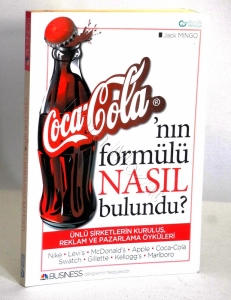 Jack MINGO
Coca-Cola®'nın
formülü
NASIL
bulundu?
ÜNLÜ ŞİRKETLERİN KURULUŞ,
REKLAM VE PAZARLAMA ÖYKÜLERİ
Nike • Levi's • McDonald's • Apple • Coca-Cola
Swatch • Gillette • Kellogg's • Marlboro
BUSINESS